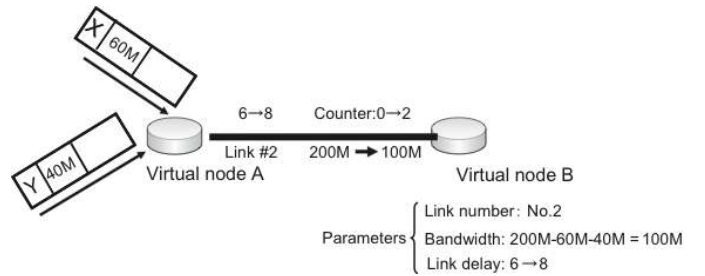 X 60M
6→8 Counter:0→2
Y 40M
Link #2 200M → 100M
Virtual node A Virtual node B
Link number: No.2
Parameters Bandwidth: 200M-60M-40M = 100M
Link delay: 6→8